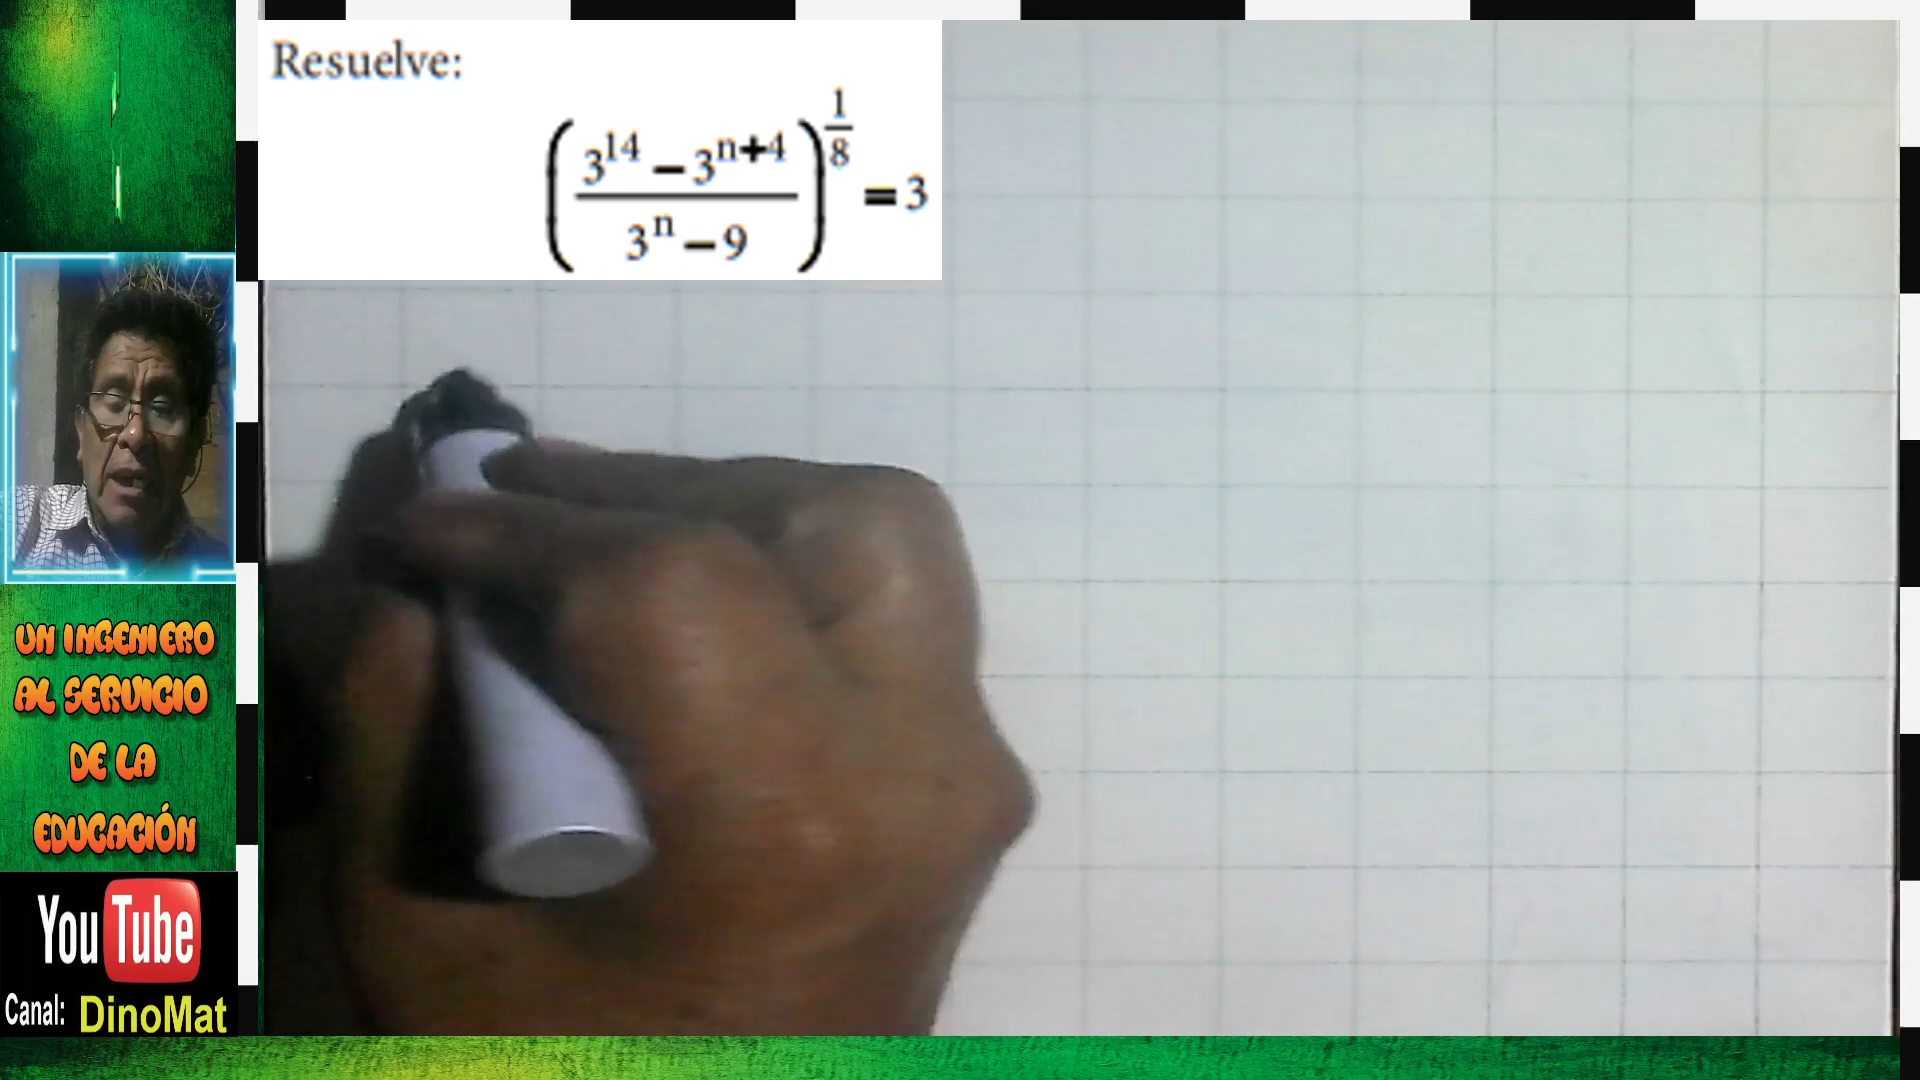 Resuelve:
(3^14 − 3^(n+4) / 3^n − 9)^(1/8) = 3
UN INGENIERO
AL SERVICIO
DE LA
EDUCACIÓN
YouTube
Canal: DinoMat